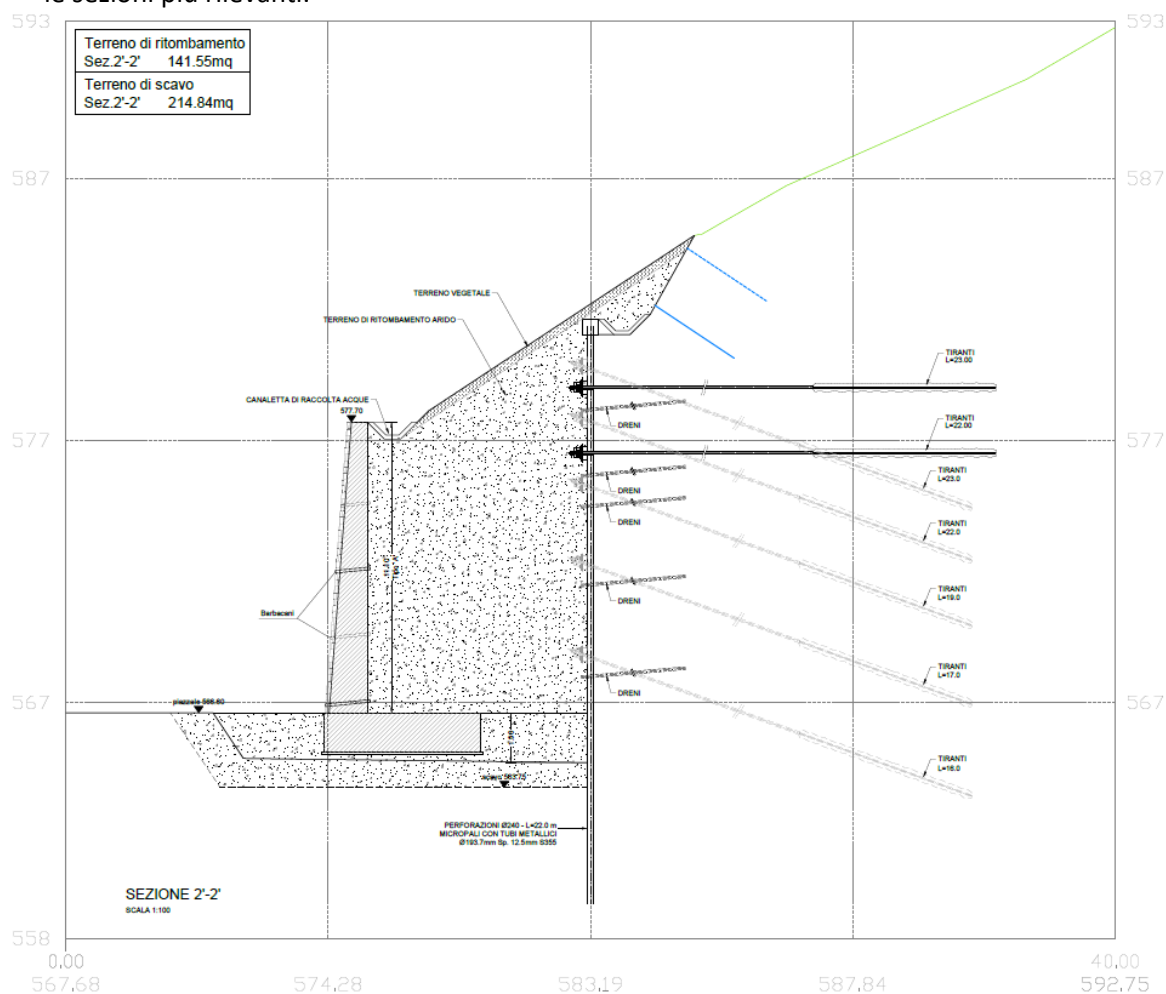 le sezioni più rilevanti.
593
593
Terreno di ritombamento
Sez.2'-2' 141.55mq
Terreno di scavo
Sez.2'-2' 214.84mq
587
587
TERRENO VEGETALE
TERRENO DI RITOMBAMENTO ARIDO
TIRANTI
L=23.00
CANALETTA DI RACCOLTA ACQUE
577.70
DRENI
TIRANTI
L=22.00
577
577
TIRANTI
L=23.0
DRENI
DRENI
TIRANTI
L=22.0
TIRANTI
L=19.0
DRENI
Barbacani
TIRANTI
L=17.0
DRENI
567
567
piazzale 566.60
TIRANTI
L=16.0
scavo 563.75
PERFORAZIONI Ø240 - L=22.0 m
MICROPALI CON TUBI METALLICI
Ø193.7mm Sp. 12.5mm S355
SEZIONE 2'-2'
SCALA 1:100
558
558
0,00
40,00
567,68
574,28
583,19
587,84
592,75